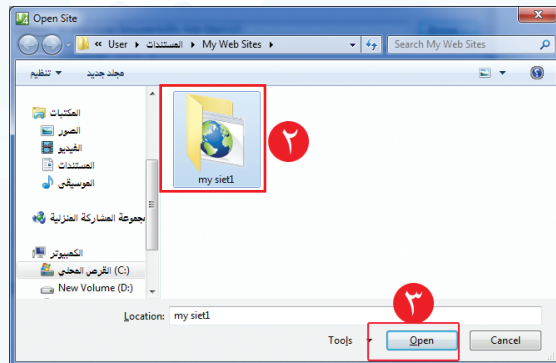 Open Site
« User › المستندات › My Web Sites ›
Search My Web Sites
تنظيم
مجلد جديد
المكتبات
الصور
الفيديو
المستندات
الموسيقى
مجموعة المشاركة المنزلية
الكمبيوتر
القرص المحلي (C:)
New Volume (D:)
my siet1
٢
Location: my siet1
٣
Tools
Open
Cancel